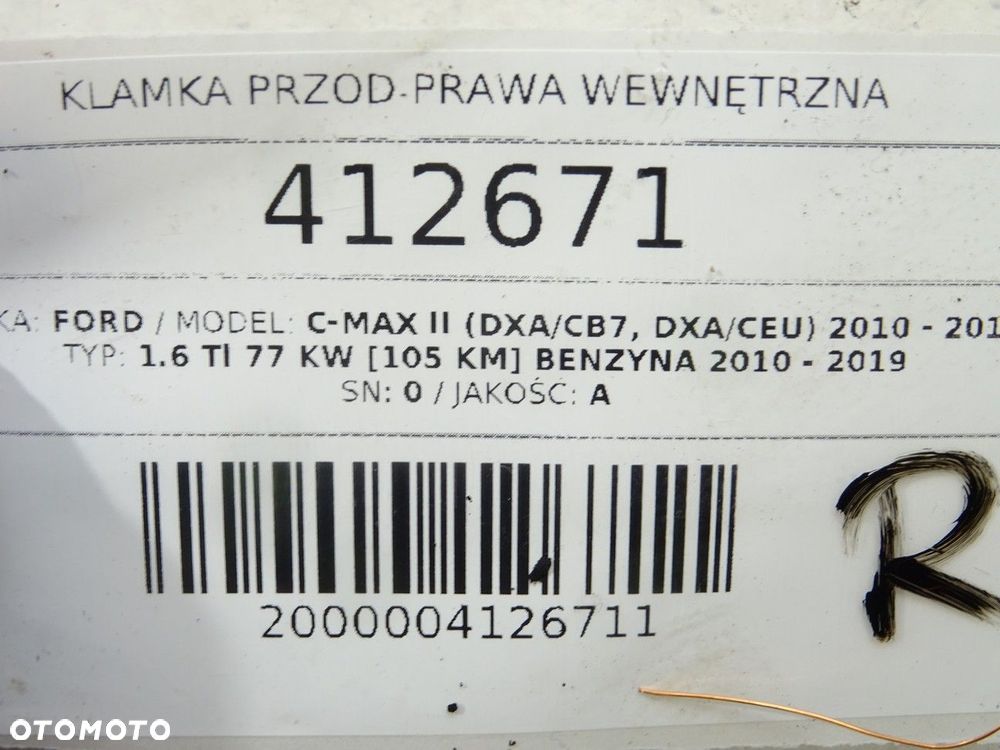 KLAMKA PRZOD-PRAWA WEWNĘTRZNA
412671
KA: FORD / MODEL: C-MAX II (DXA/CB7, DXA/CEU) 2010 - 201
TYP: 1.6 TI 77 KW [105 KM] BENZYNA 2010 - 2019
SN: 0 / JAKOŚĆ: A
2000004126711
R
OTOMOTO